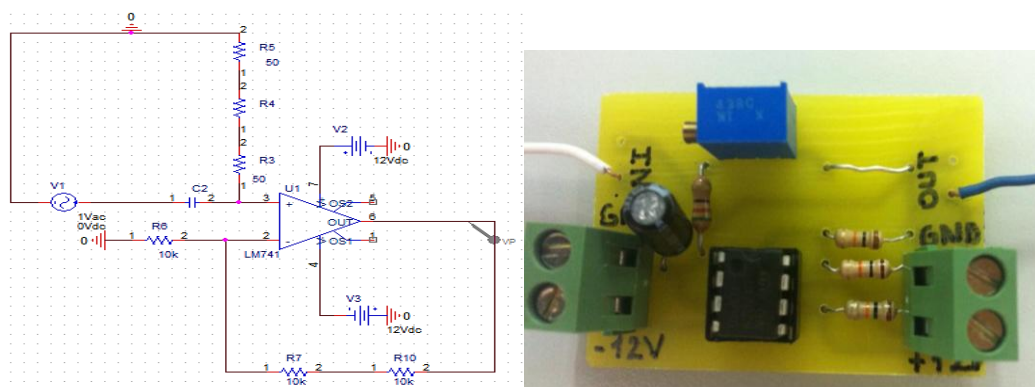 0
2
R5
50
1
2
R4
1
2
R3
50
1
V1
1Vac
0Vdc
C2
1 2
3
U1
+
7
V2
12Vdc
0
OS2
5
OUT
6
OS1
1
2
-
LM741
4
VP
0
1
R6
2
10k
V3
12Vdc
0
R7
1 2
10k
R10
1 2
10k
IN
G
-12V
OUT
GND